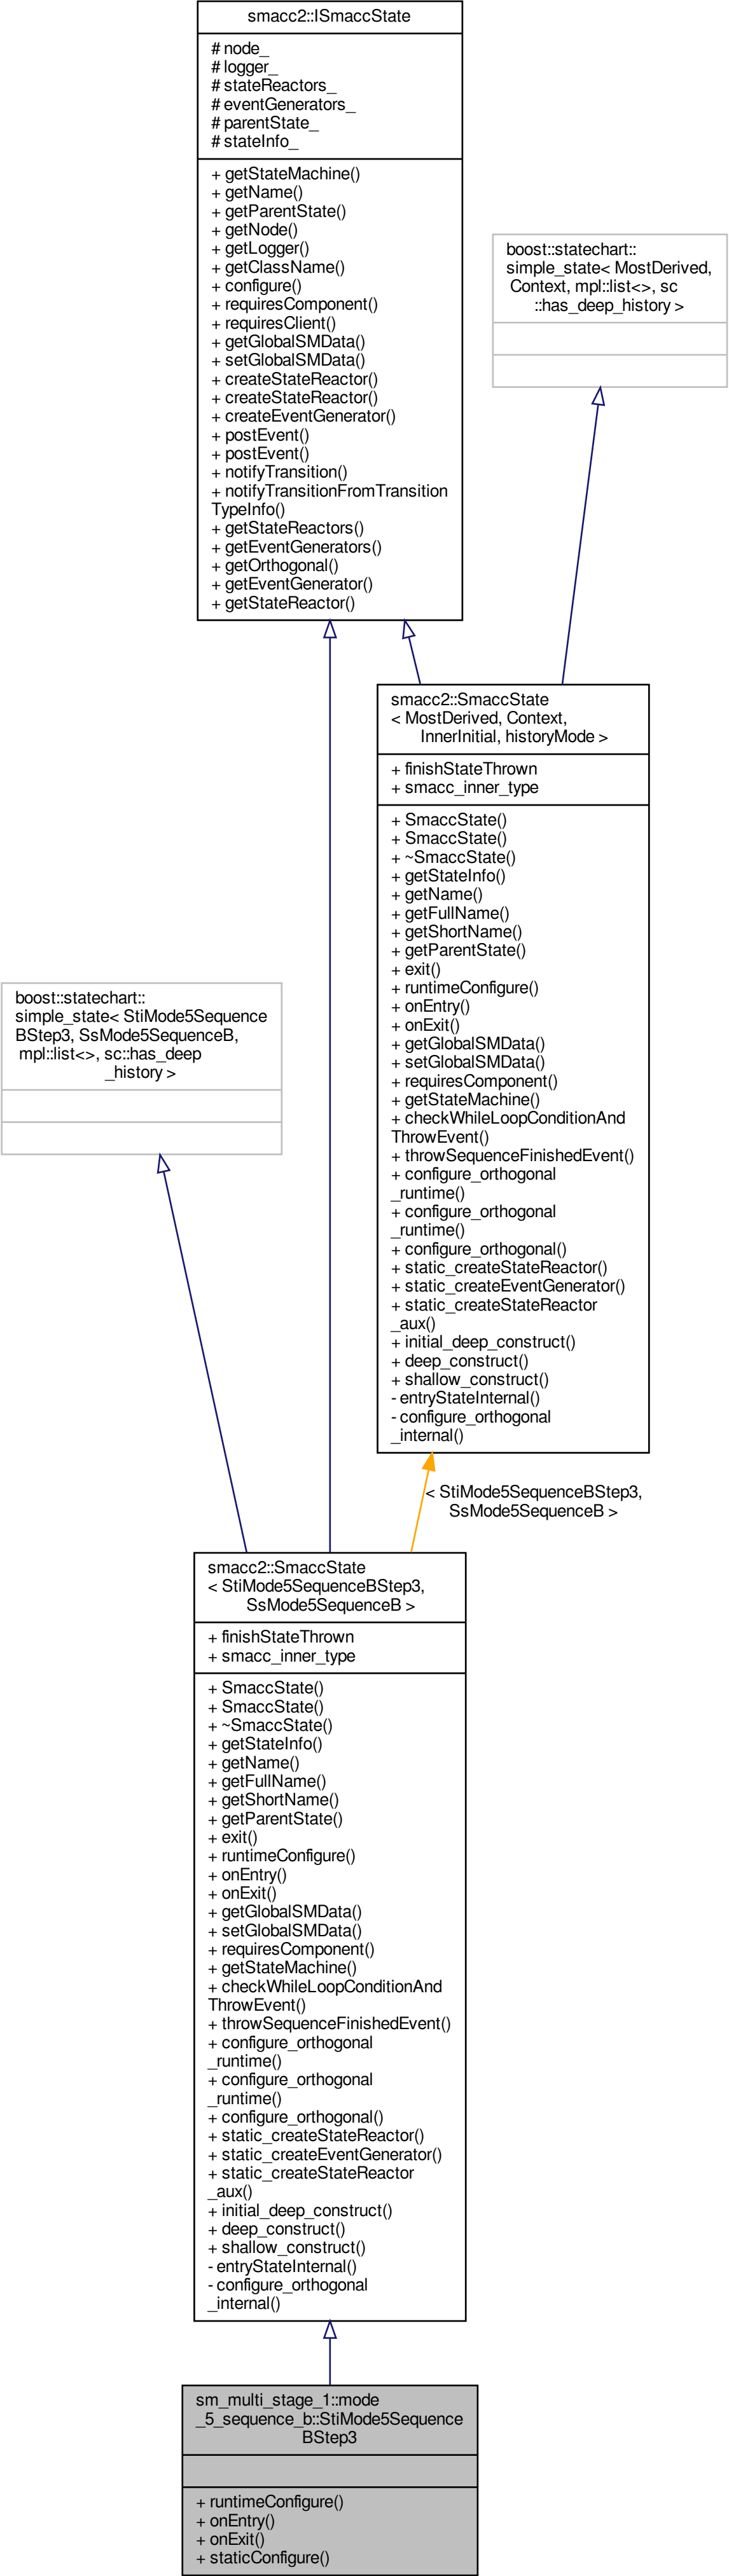 smacc2::ISmaccState
# node_
# logger_
# stateReactors_
# eventGenerators_
# parentState_
# stateInfo_
+ getStateMachine()
+ getName()
+ getParentState()
+ getNode()
+ getLogger()
+ getClassName()
+ configure()
+ requiresComponent()
+ requiresClient()
+ getGlobalSMData()
+ setGlobalSMData()
+ createStateReactor()
+ createStateReactor()
+ createEventGenerator()
+ postEvent()
+ postEvent()
+ notifyTransition()
+ notifyTransitionFromTransition
TypeInfo()
+ getStateReactors()
+ getEventGenerators()
+ getOrthogonal()
+ getEventGenerator()
+ getStateReactor()
boost::statechart::
simple_state< MostDerived,
Context, mpl::list<>, sc
::has_deep_history >
smacc2::SmaccState
< MostDerived, Context,
InnerInitial, historyMode >
+ finishStateThrown
+ smacc_inner_type
+ SmaccState()
+ SmaccState()
+ ~SmaccState()
+ getStateInfo()
+ getName()
+ getFullName()
+ getShortName()
+ getParentState()
+ exit()
+ runtimeConfigure()
+ onEntry()
+ onExit()
+ getGlobalSMData()
+ setGlobalSMData()
+ requiresComponent()
+ getStateMachine()
+ checkWhileLoopConditionAnd
ThrowEvent()
+ throwSequenceFinishedEvent()
+ configure_orthogonal
_runtime()
+ configure_orthogonal
_runtime()
+ configure_orthogonal()
+ static_createStateReactor()
+ static_createEventGenerator()
+ static_createStateReactor
_aux()
+ initial_deep_construct()
+ deep_construct()
+ shallow_construct()
- entryStateInternal()
- configure_orthogonal
_internal()
boost::statechart::
simple_state< StiMode5Sequence
BStep3, SsMode5SequenceB,
mpl::list<>, sc::has_deep
_history >
< StiMode5SequenceBStep3,
SsMode5SequenceB >
smacc2::SmaccState
< StiMode5SequenceBStep3,
SsMode5SequenceB >
+ finishStateThrown
+ smacc_inner_type
+ SmaccState()
+ SmaccState()
+ ~SmaccState()
+ getStateInfo()
+ getName()
+ getFullName()
+ getShortName()
+ getParentState()
+ exit()
+ runtimeConfigure()
+ onEntry()
+ onExit()
+ getGlobalSMData()
+ setGlobalSMData()
+ requiresComponent()
+ getStateMachine()
+ checkWhileLoopConditionAnd
ThrowEvent()
+ throwSequenceFinishedEvent()
+ configure_orthogonal
_runtime()
+ configure_orthogonal
_runtime()
+ configure_orthogonal()
+ static_createStateReactor()
+ static_createEventGenerator()
+ static_createStateReactor
_aux()
+ initial_deep_construct()
+ deep_construct()
+ shallow_construct()
- entryStateInternal()
- configure_orthogonal
_internal()
sm_multi_stage_1::mode
_5_sequence_b::StiMode5Sequence
BStep3
+ runtimeConfigure()
+ onEntry()
+ onExit()
+ staticConfigure()